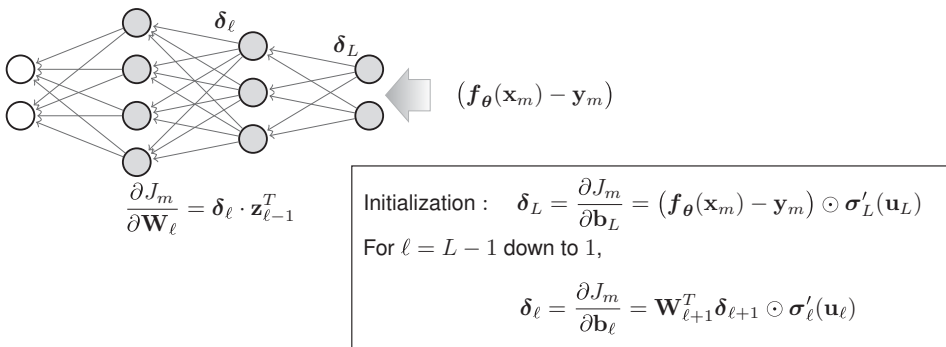 δ_ℓ
δ_L
(f_θ(x_m) − y_m)
∂J_m/∂W_ℓ = δ_ℓ · z_{ℓ−1}^T
Initialization : δ_L = ∂J_m/∂b_L = (f_θ(x_m) − y_m) ⊙ σ′_L(u_L)
For ℓ = L − 1 down to 1,
δ_ℓ = ∂J_m/∂b_ℓ = W_{ℓ+1}^T δ_{ℓ+1} ⊙ σ′_ℓ(u_ℓ)